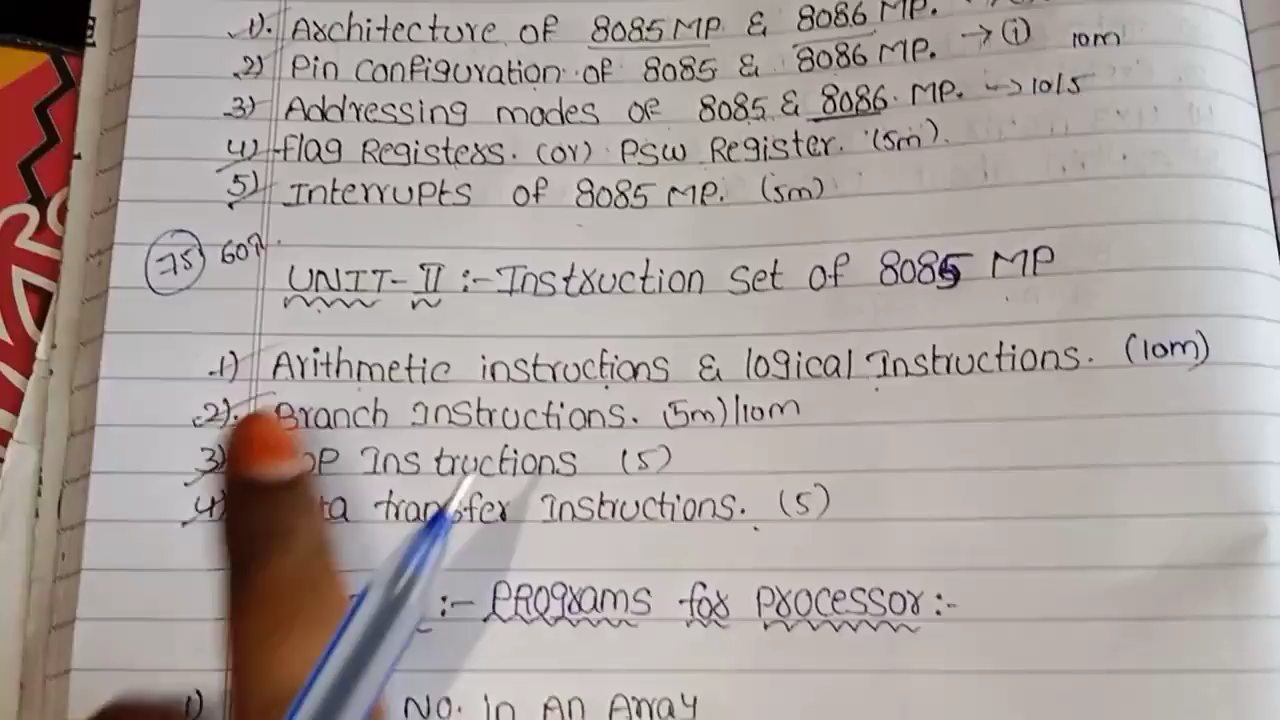 1). Architecture of 8085 MP & 8086 MP.
2) Pin configuration of 8085 & 8086 MP. → ① 10m
3) Addressing modes of 8085 & 8086. MP. → 10/5
4) Flag Registers. (or) PSW Register. (5m).
5) Interrupts of 8085 MP. (5m)
75 60
UNIT-II :- Instruction set of 8085 MP
1) Arithmetic instructions & logical Instructions. (10m)
2). Branch Instructions. (5m)/10m
3) Instructions (5)
4) transfer Instructions. (5)
:- Programs for processor :-
1) No. in An Array